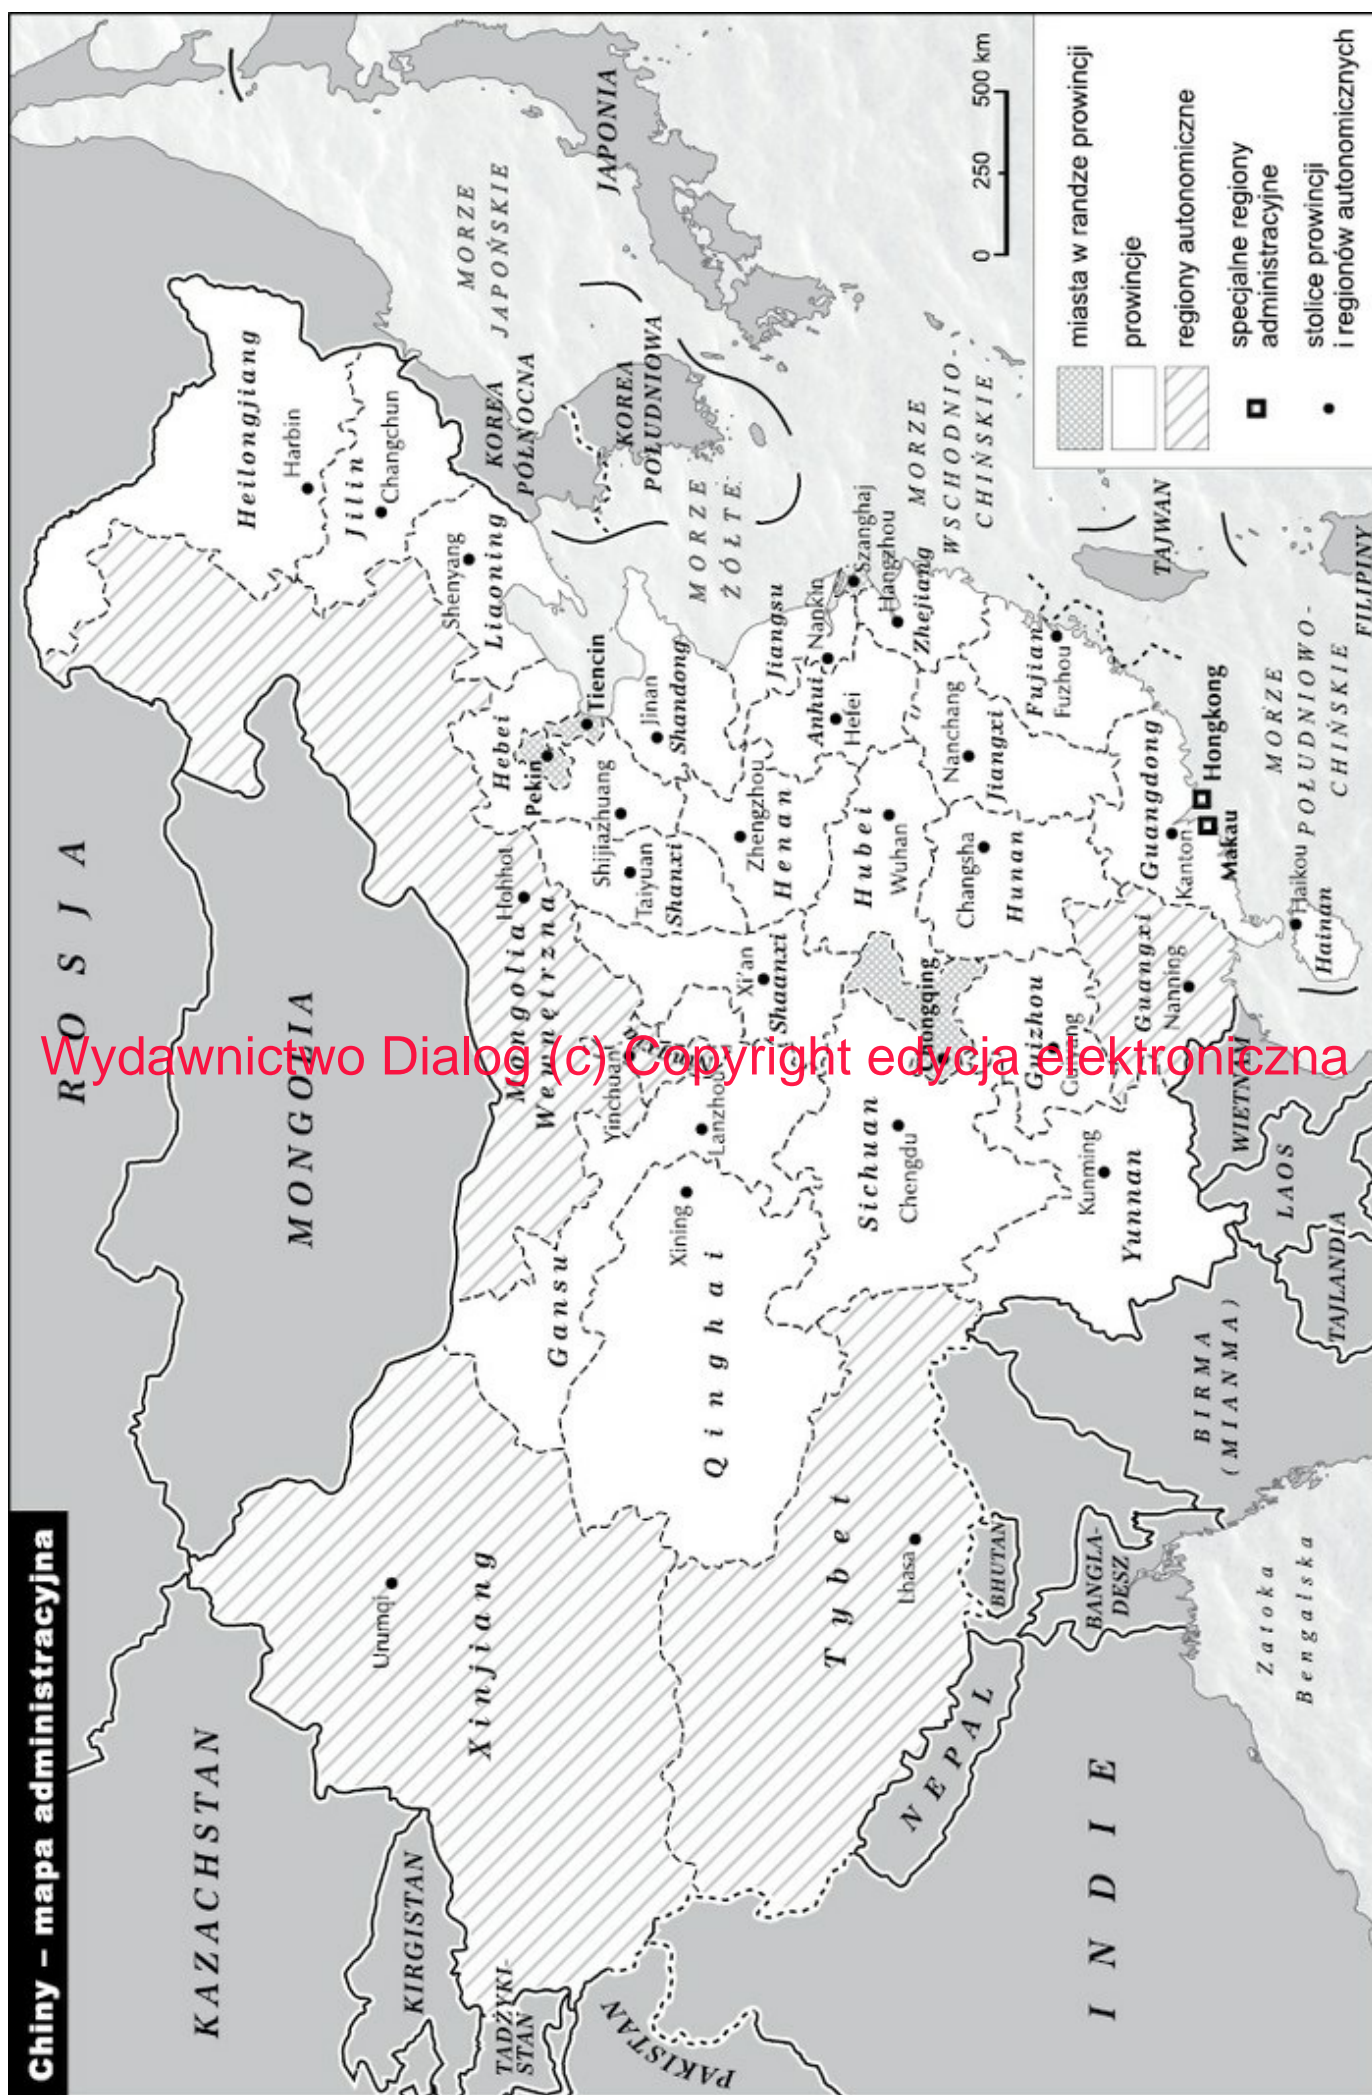 Chiny – mapa administracyjna
ROSJA
KAZACHSTAN
MONGOLIA
KIRGISTAN
TADŻYKI-
STAN
PAKISTAN
INDIE
NEPAL
BHUTAN
BANGLA-
DESZ
BIRMA
(MIANMA)
TAJLANDIA
LAOS
WIETNAM
Zatoka
Bengalska
Xinjiang
Urumqi
Tybet
Lhasa
Qinghai
Xining
Gansu
Lanzhou
Mongolia
Wewnętrzna
Hohhot
Yinchuan
Heilongjiang
Harbin
Jilin
Changchun
Liaoning
Shenyang
Hebei
Pekin
Tiencin
Shijiazhuang
Taiyuan
Shanxi
Jinan
Shandong
Zhengzhou
Henan
Xi'an
Shaanxi
Jiangsu
Nankin
Anhui
Hefei
Szanghaj
Hangzhou
Zhejiang
Hubei
Wuhan
Chongqing
Sichuan
Chengdu
Nanchang
Jiangxi
Changsha
Hunan
Guizhou
Guiyang
Fujian
Fuzhou
Yunnan
Kunming
Guangxi
Nanning
Guangdong
Kanton
Hongkong
Makau
Haikou
Hainan
KOREA
PÓŁNOCNA
KOREA
POŁUDNIOWA
JAPONIA
TAJWAN
FILIPINY
MORZE
JAPOŃSKIE
MORZE
ŻÓŁTE
MORZE
WSCHODNIO-
CHIŃSKIE
MORZE
POŁUDNIOWO-
CHIŃSKIE
0 250 500 km
miasta w randze prowincji
prowincje
regiony autonomiczne
specjalne regiony
administracyjne
stolice prowincji
i regionów autonomicznych
Wydawnictwo Dialog (c) Copyright edycja elektroniczna